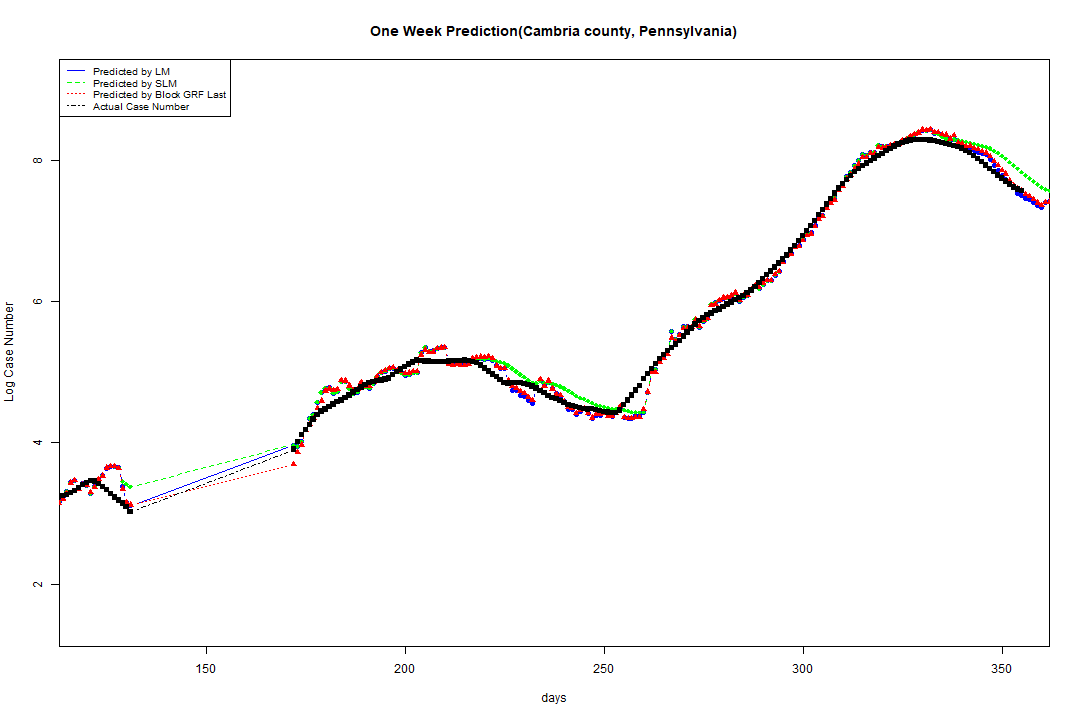 One Week Prediction(Cambria county, Pennsylvania)
Predicted by LM
Predicted by SLM
Predicted by Block GRF Last
Actual Case Number
Log Case Number
8
6
4
2
150
200
250
300
350
days